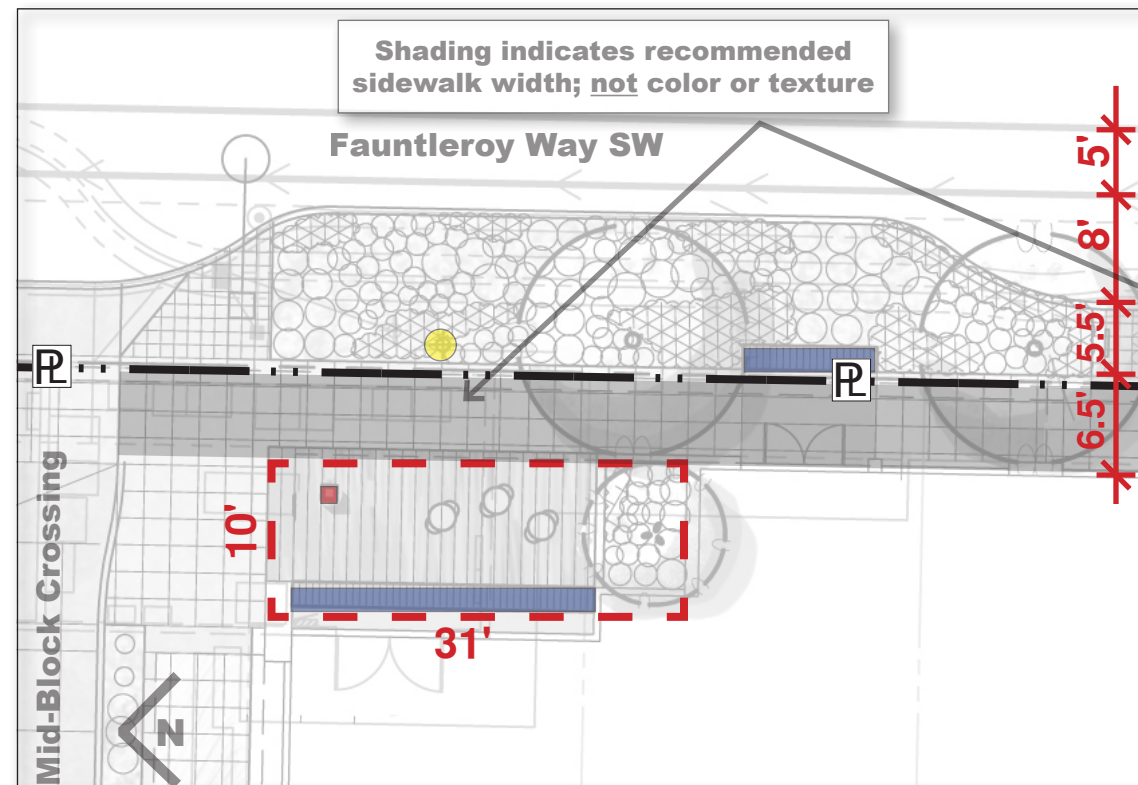 Shading indicates recommended
sidewalk width; not color or texture
Fauntleroy Way SW
5'
8'
5.5'
6.5'
PL
PL
10'
31'
Mid-Block Crossing
N